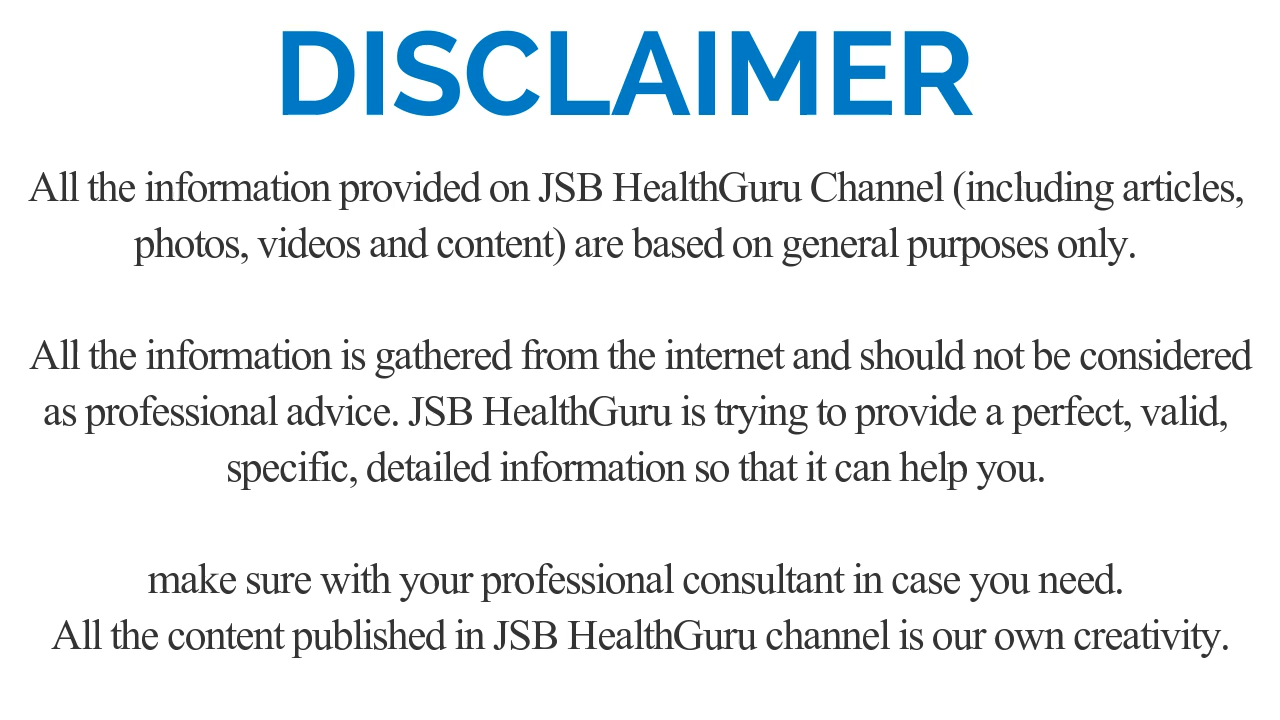 DISCLAIMER
All the information provided on JSB HealthGuru Channel (including articles,
photos, videos and content) are based on general purposes only.
All the information is gathered from the internet and should not be considered
as professional advice. JSB HealthGuru is trying to provide a perfect, valid,
specific, detailed information so that it can help you.
make sure with your professional consultant in case you need.
All the content published in JSB HealthGuru channel is our own creativity.